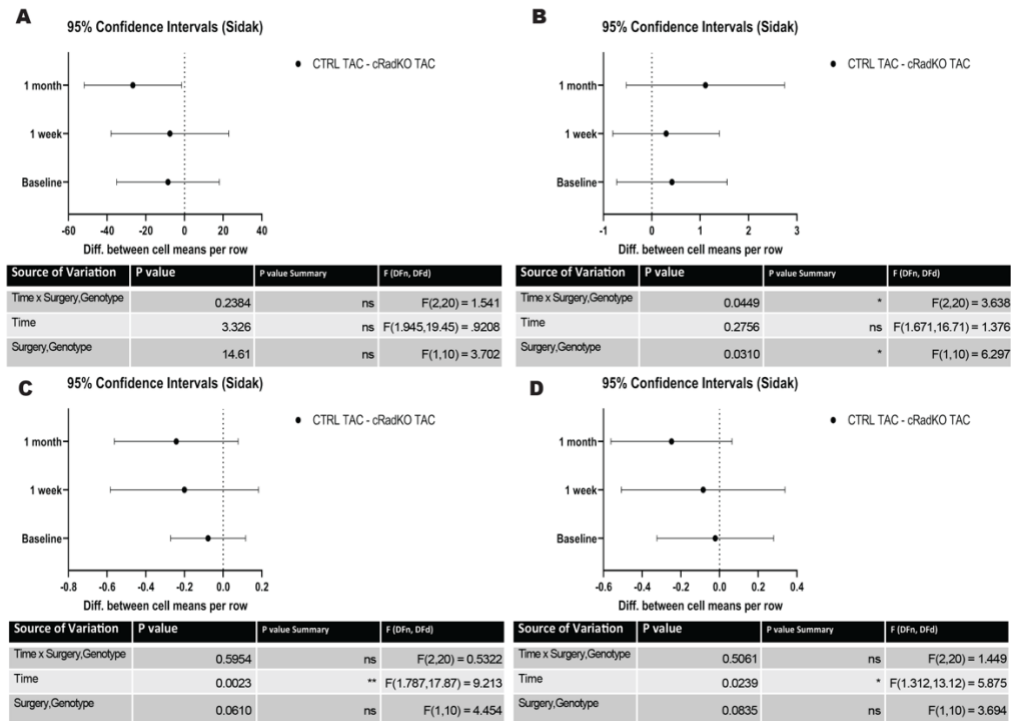 A
95% Confidence Intervals (Sidak)
CTRL TAC - cRadKO TAC
1 month
1 week
Baseline
-60 -40 -20 0 20 40
Diff. between cell means per row
Source of Variation P value P value Summary F (DFn, DFd)
Time x Surgery,Genotype 0.2384 ns F(2,20) = 1.541
Time 3.326 ns F(1.945,19.45) = .9208
Surgery,Genotype 14.61 ns F(1,10) = 3.702
B
95% Confidence Intervals (Sidak)
CTRL TAC - cRadKO TAC
1 month
1 week
Baseline
-1 0 1 2 3
Diff. between cell means per row
Source of Variation P value P value Summary F (DFn, DFd)
Time x Surgery,Genotype 0.0449 * F(2,20) = 3.638
Time 0.2756 ns F(1.671,16.71) = 1.376
Surgery,Genotype 0.0310 * F(1,10) = 6.297
C
95% Confidence Intervals (Sidak)
CTRL TAC - cRadKO TAC
1 month
1 week
Baseline
-0.8 -0.6 -0.4 -0.2 0.0 0.2
Diff. between cell means per row
Source of Variation P value P value Summary F (DFn, DFd)
Time x Surgery,Genotype 0.5954 ns F(2,20) = 0.5322
Time 0.0023 ** F(1.787,17.87) = 9.213
Surgery,Genotype 0.0610 ns F(1,10) = 4.454
D
95% Confidence Intervals (Sidak)
CTRL TAC - cRadKO TAC
1 month
1 week
Baseline
-0.6 -0.4 -0.2 0.0 0.2 0.4
Diff. between cell means per row
Source of Variation P value P value Summary F (DFn, DFd)
Time x Surgery,Genotype 0.5061 ns F(2,20) = 1.449
Time 0.0239 * F(1.312,13.12) = 5.875
Surgery,Genotype 0.0835 ns F(1,10) = 3.694